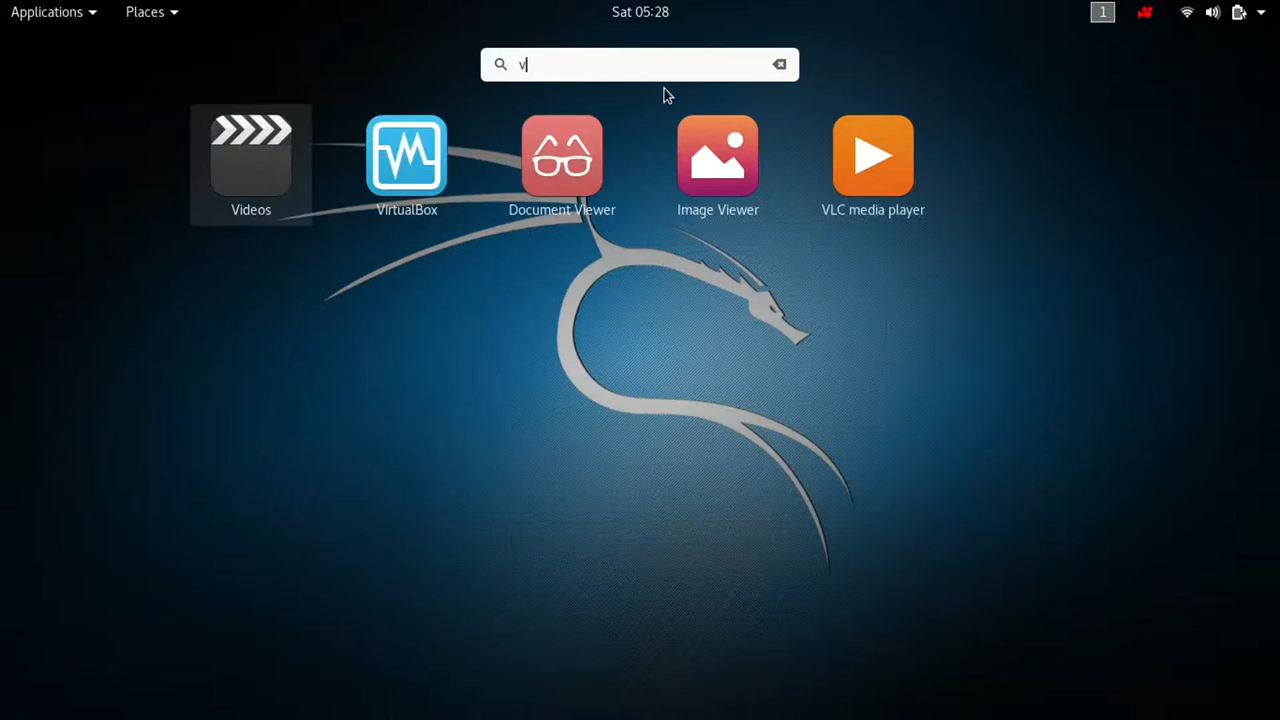 Applications Places Sat 05:28 1
v
Videos VirtualBox Document Viewer Image Viewer VLC media player